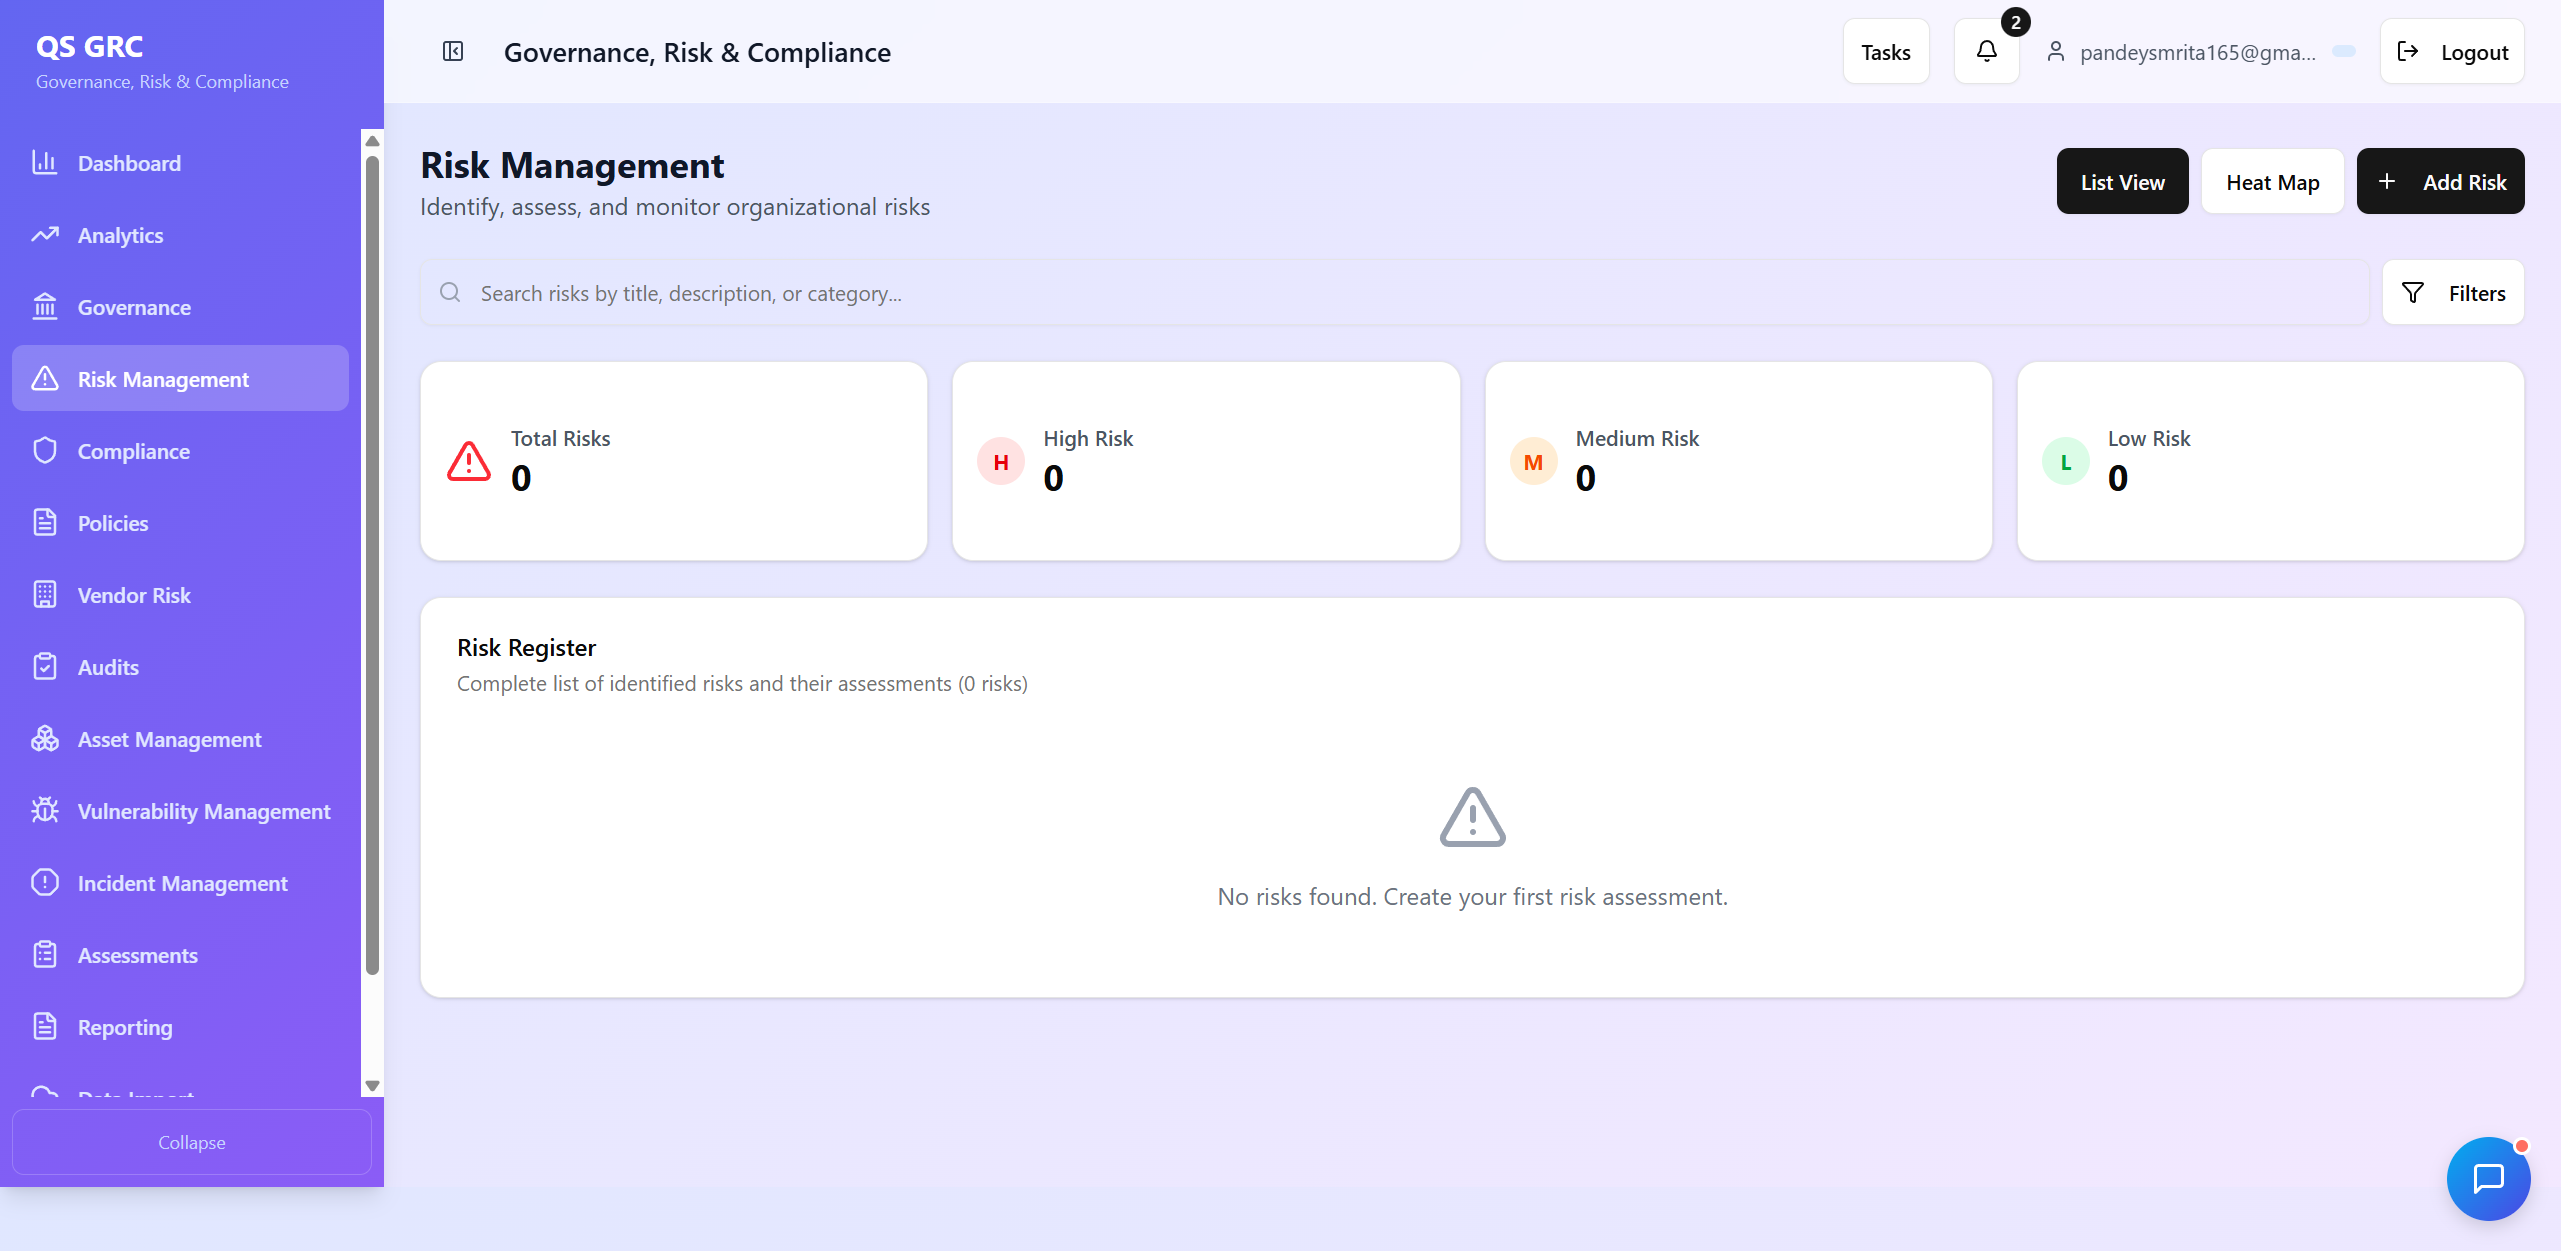 QS GRC
Governance, Risk & Compliance
Dashboard
Analytics
Governance
Risk Management
Compliance
Policies
Vendor Risk
Audits
Asset Management
Vulnerability Management
Incident Management
Assessments
Reporting
Data Import
Collapse
Governance, Risk & Compliance
Tasks
2
pandeysmrita165@gma...
Logout
Risk Management
Identify, assess, and monitor organizational risks
List View
Heat Map
Add Risk
Search risks by title, description, or category...
Filters
Total Risks
0
H
High Risk
0
M
Medium Risk
0
L
Low Risk
0
Risk Register
Complete list of identified risks and their assessments (0 risks)
No risks found. Create your first risk assessment.